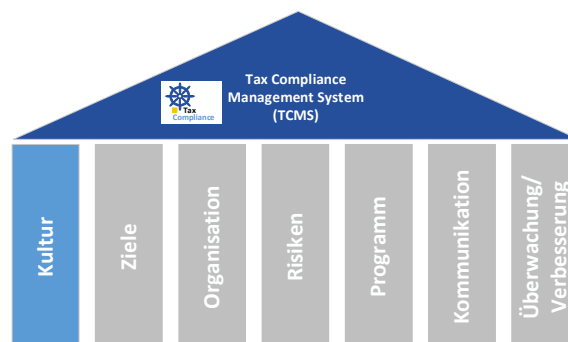 Tax Compliance
Management System
(TCMS)
Tax
Compliance
Kultur
Ziele
Organisation
Risiken
Programm
Kommunikation
Überwachung/
Verbesserung